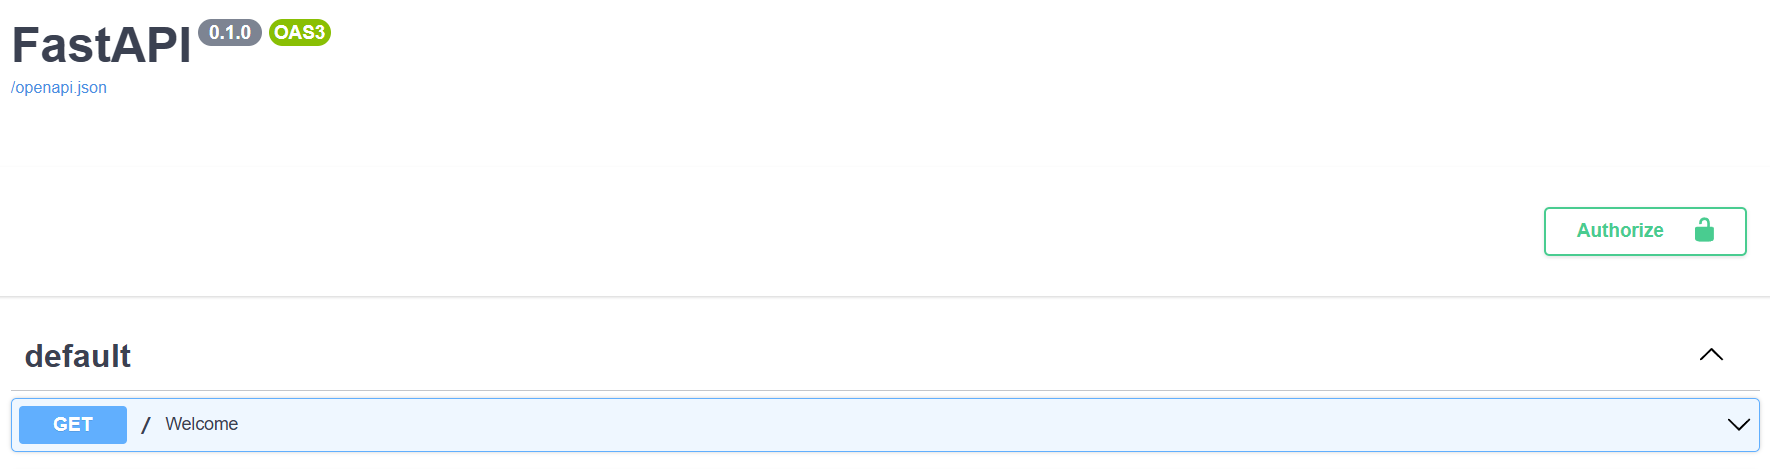 FastAPI 0.1.0 OAS3
/openapi.json
Authorize
default
GET / Welcome